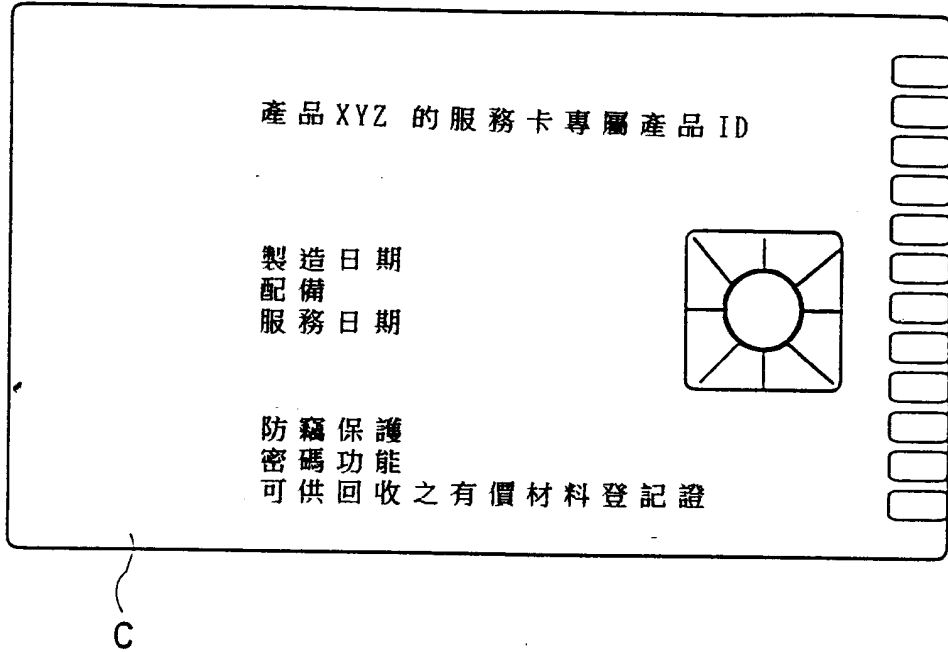 產品XYZ 的服務卡專屬產品ID
製造日期
配備
服務日期
防竊保護
密碼功能
可供回收之有價材料登記證
C